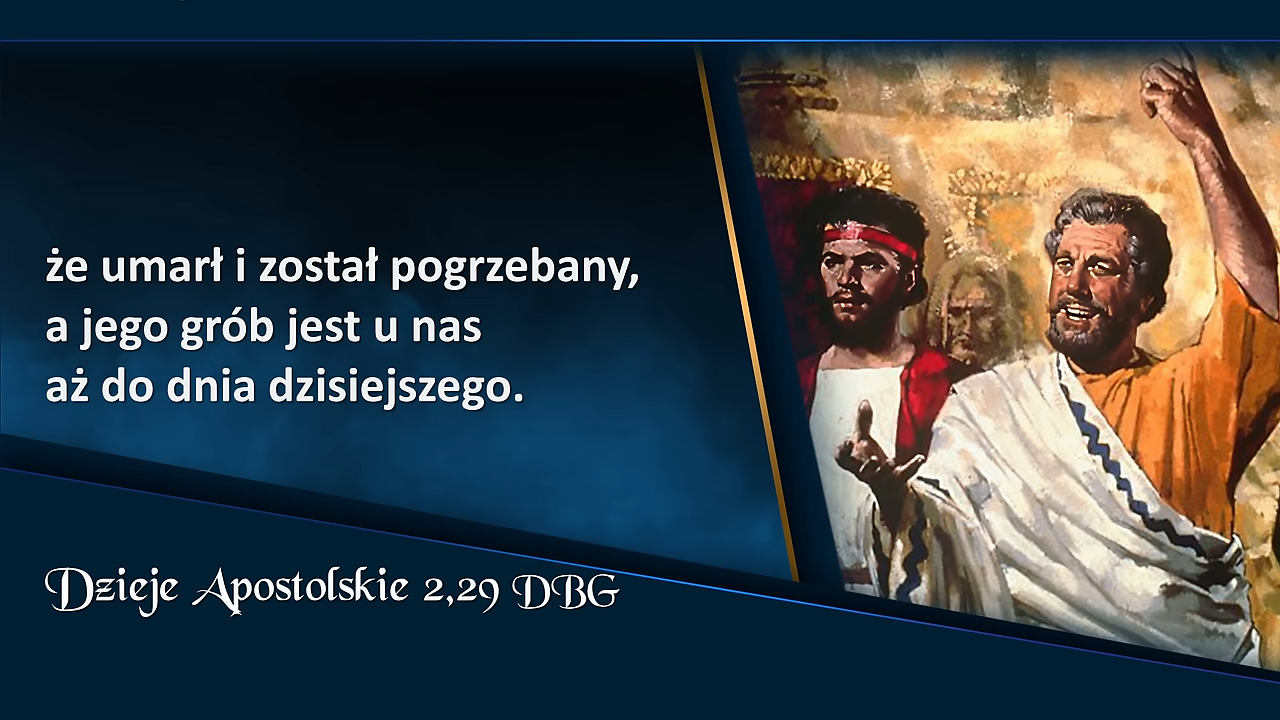 że umarł i został pogrzebany,
a jego grób jest u nas
aż do dnia dzisiejszego.
Dzieje Apostolskie 2,29 DBG